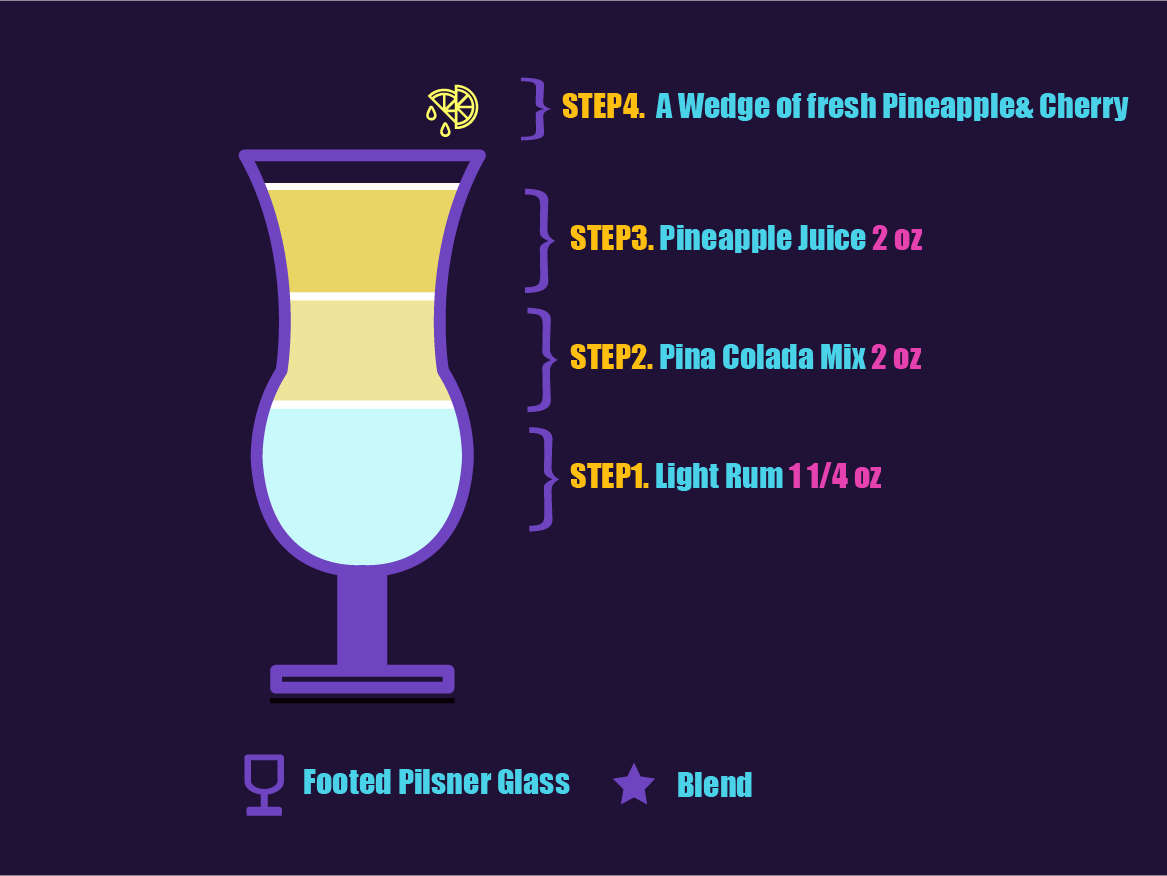 STEP4. A Wedge of fresh Pineapple& Cherry
STEP3. Pineapple Juice 2 oz
STEP2. Pina Colada Mix 2 oz
STEP1. Light Rum 1 1/4 oz
Footed Pilsner Glass
Blend